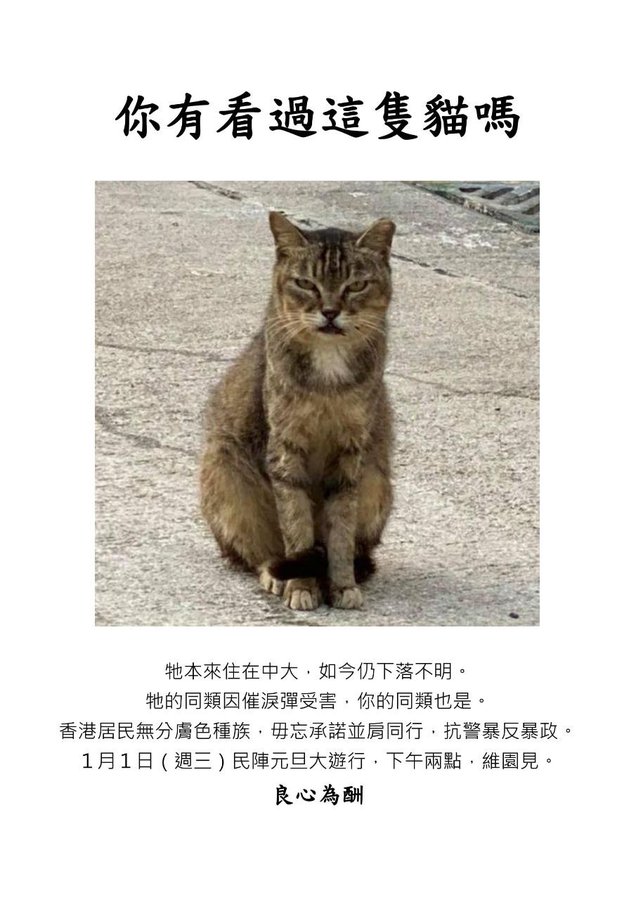 你有看過這隻貓嗎
牠本來住在中大，如今仍下落不明。
牠的同類因催淚彈受害，你的同類也是。
香港居民無分膚色種族，毋忘承諾並肩同行，抗警暴反暴政。
１月１日（週三）民陣元旦大遊行，下午兩點，維園見。
良心為酬